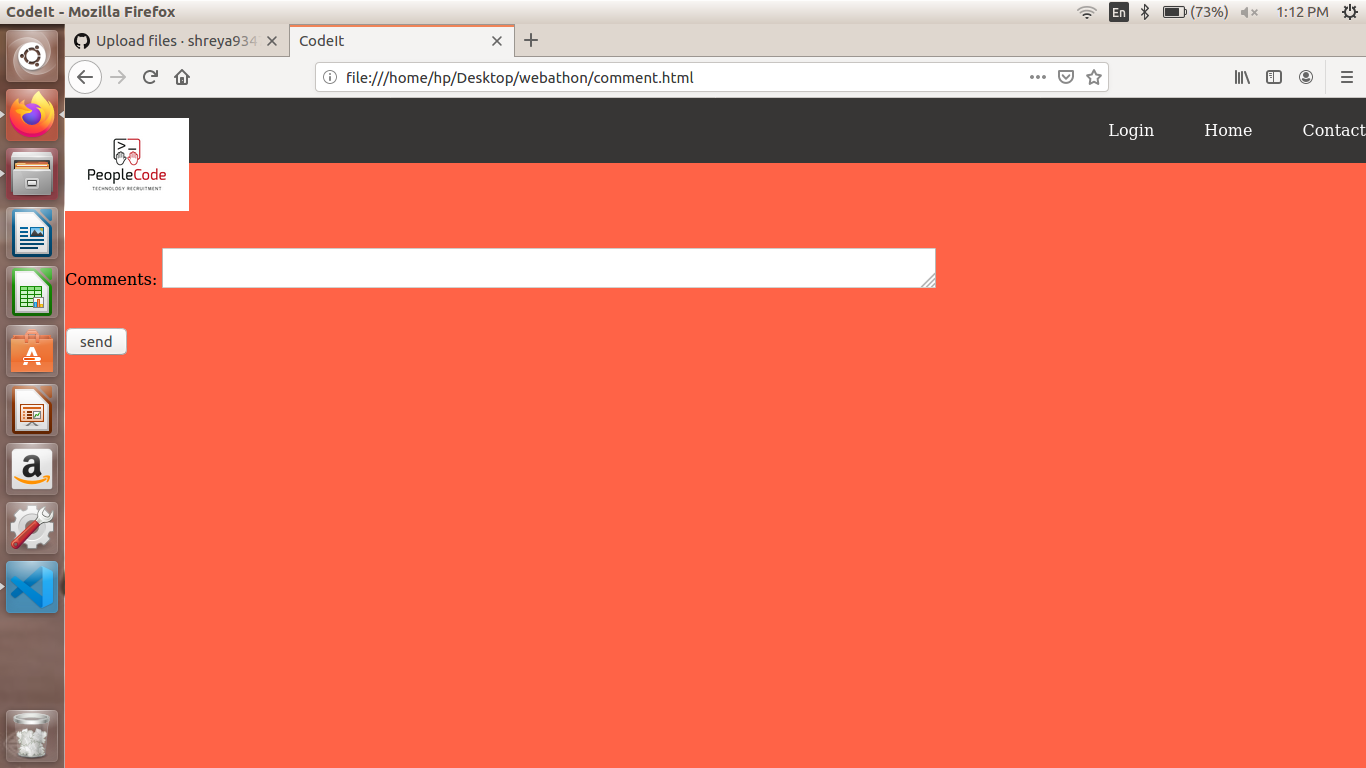 CodeIt - Mozilla Firefox
En
(73%)
1:12 PM
Upload files · shreya934
CodeIt
file:///home/hp/Desktop/webathon/comment.html
Login Home Contact
>_
PeopleCode
TECHNOLOGY RECRUITMENT
Comments:
send
A
a